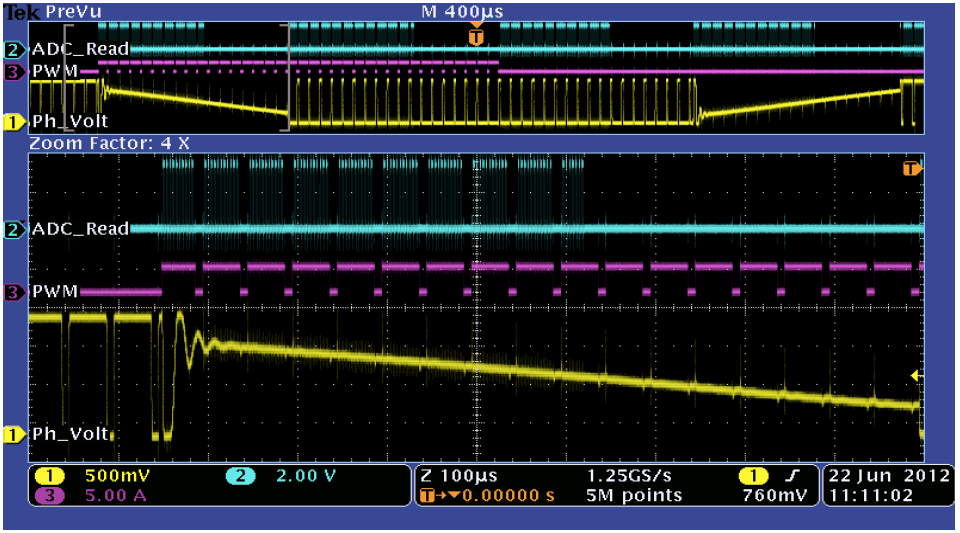 Tek PreVu M 400µs
T
2 ADC_Read
3 PWM
1 Ph_Volt
Zoom Factor: 4 X
T
2 ADC_Read
3 PWM
1 Ph_Volt
1 500mV 2 2.00 V Z 100µs 1.25GS/s 1 22 Jun 2012
3 5.00 A T→▼0.00000 s 5M points 760mV 11:11:02